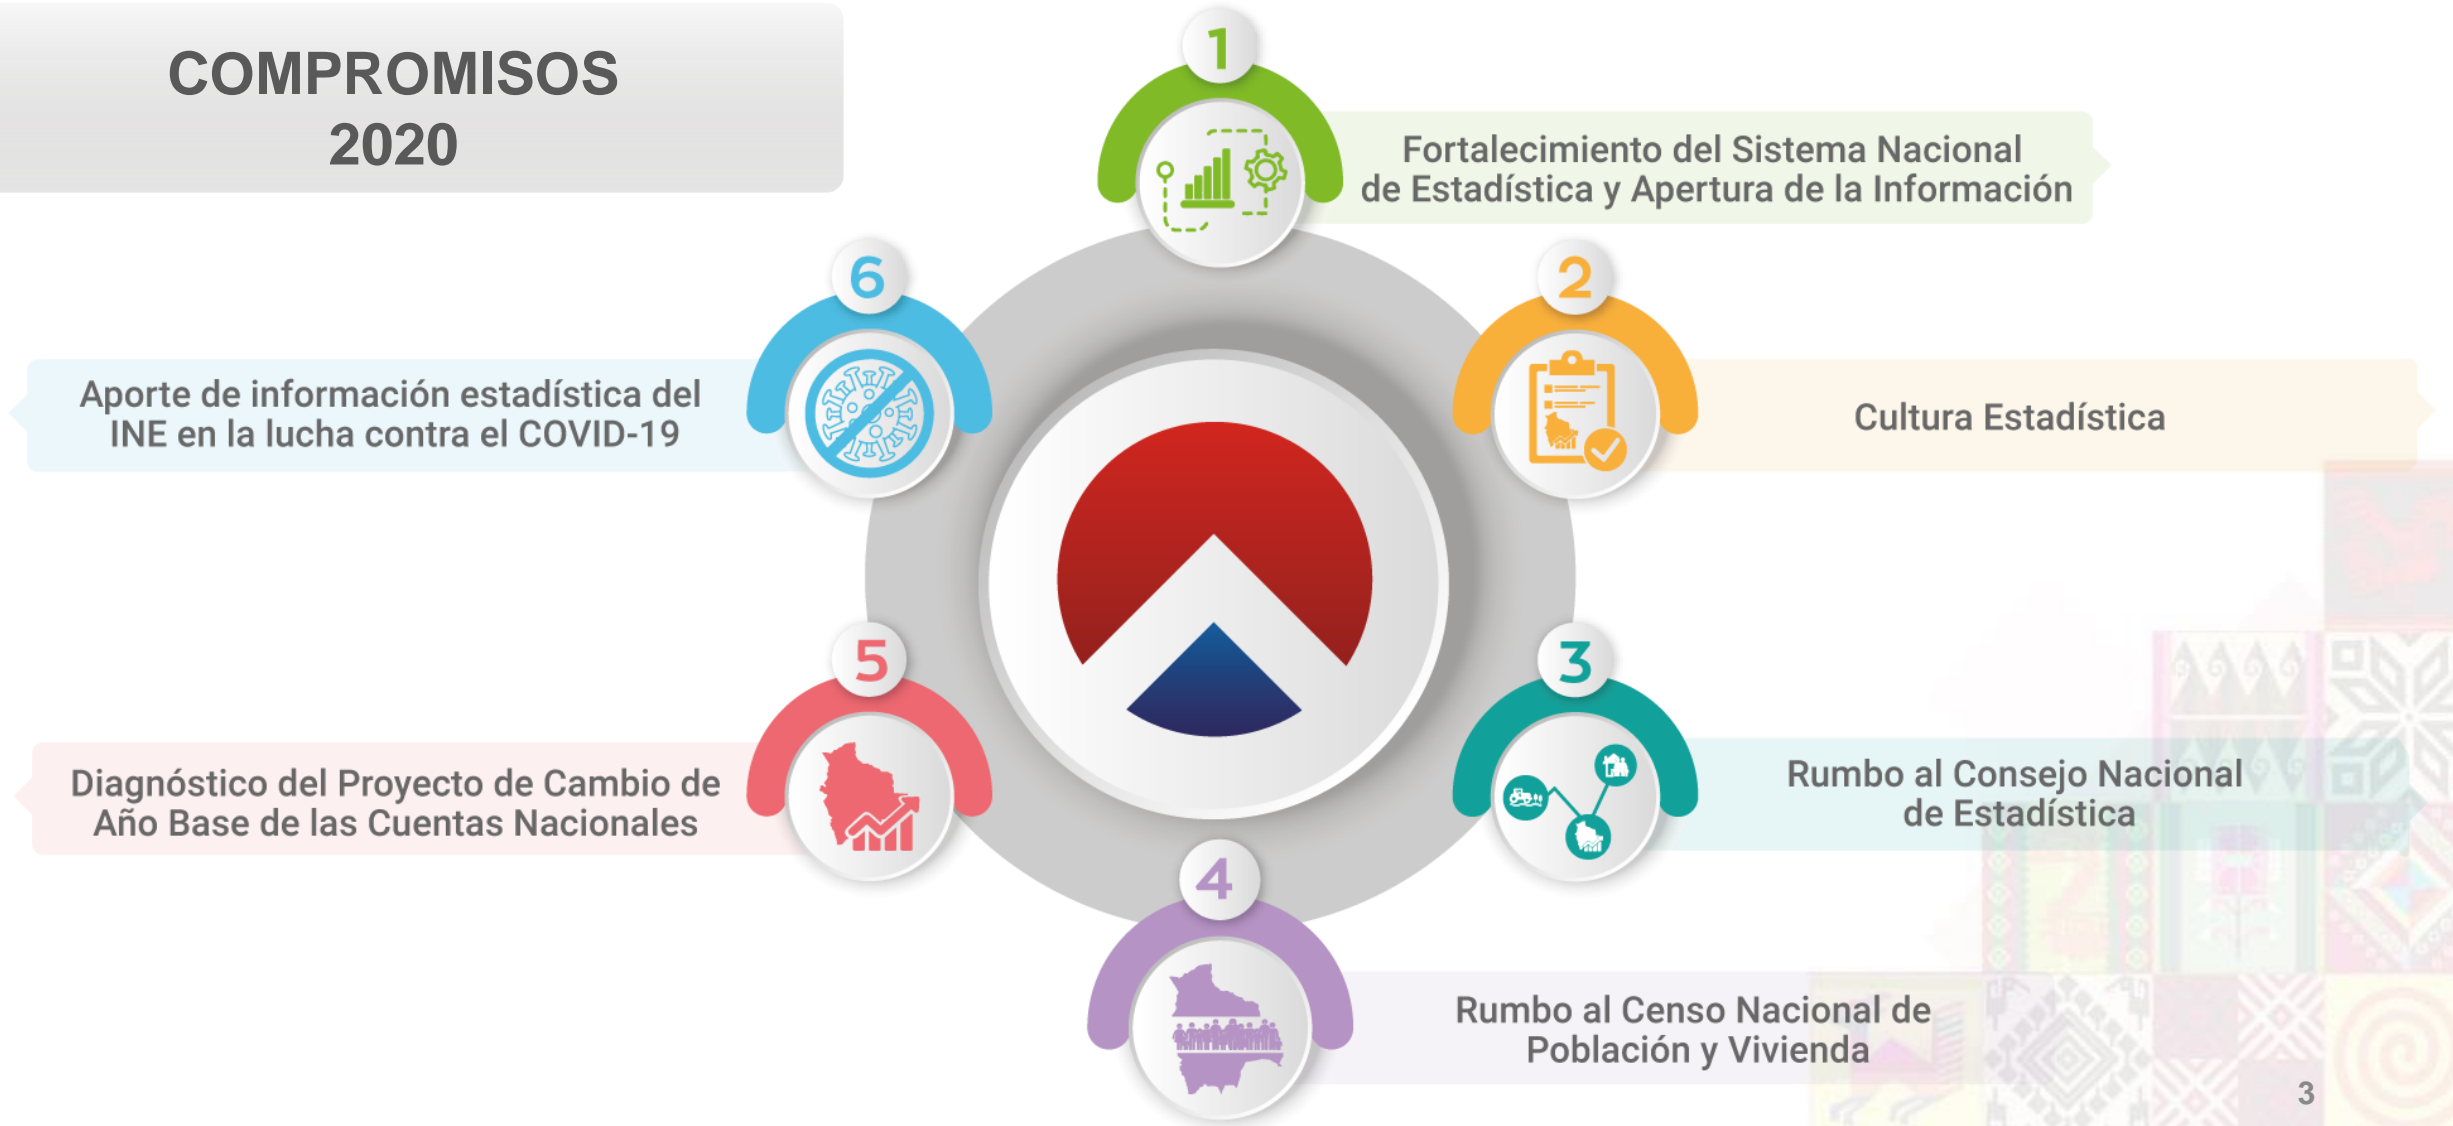 COMPROMISOS
2020
1
Fortalecimiento del Sistema Nacional
de Estadística y Apertura de la Información
2
Cultura Estadística
3
Rumbo al Consejo Nacional
de Estadística
4
Rumbo al Censo Nacional de
Población y Vivienda
5
Diagnóstico del Proyecto de Cambio de
Año Base de las Cuentas Nacionales
6
Aporte de información estadística del
INE en la lucha contra el COVID-19
3